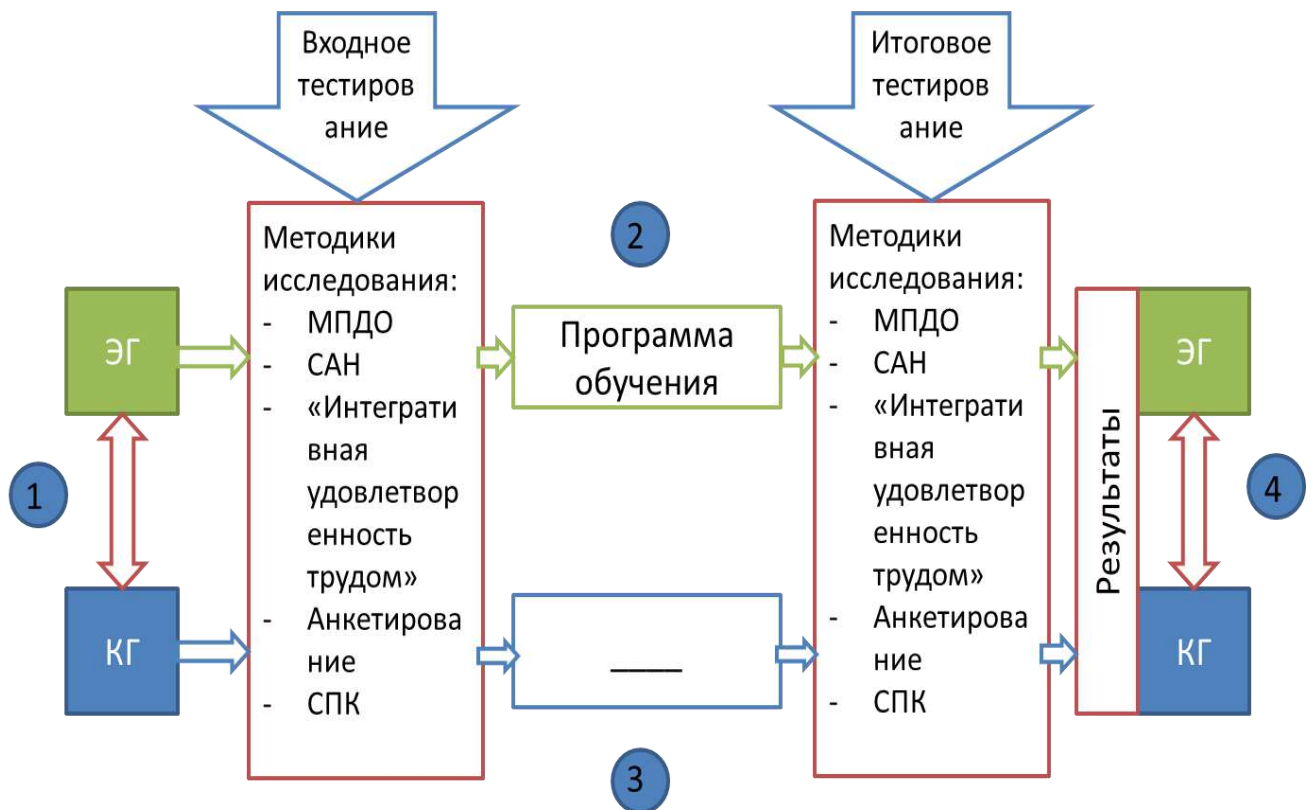 Входное
тестиров
ание
Итоговое
тестиров
ание
Методики
исследования:
- МПДО
- САН
- «Интеграти
вная
удовлетвор
енность
трудом»
- Анкетирова
ние
- СПК
2
Программа
обучения
Методики
исследования:
- МПДО
- САН
- «Интеграти
вная
удовлетвор
енность
трудом»
- Анкетирова
ние
- СПК
ЭГ
1
КГ
____
3
Результаты
ЭГ
4
КГ